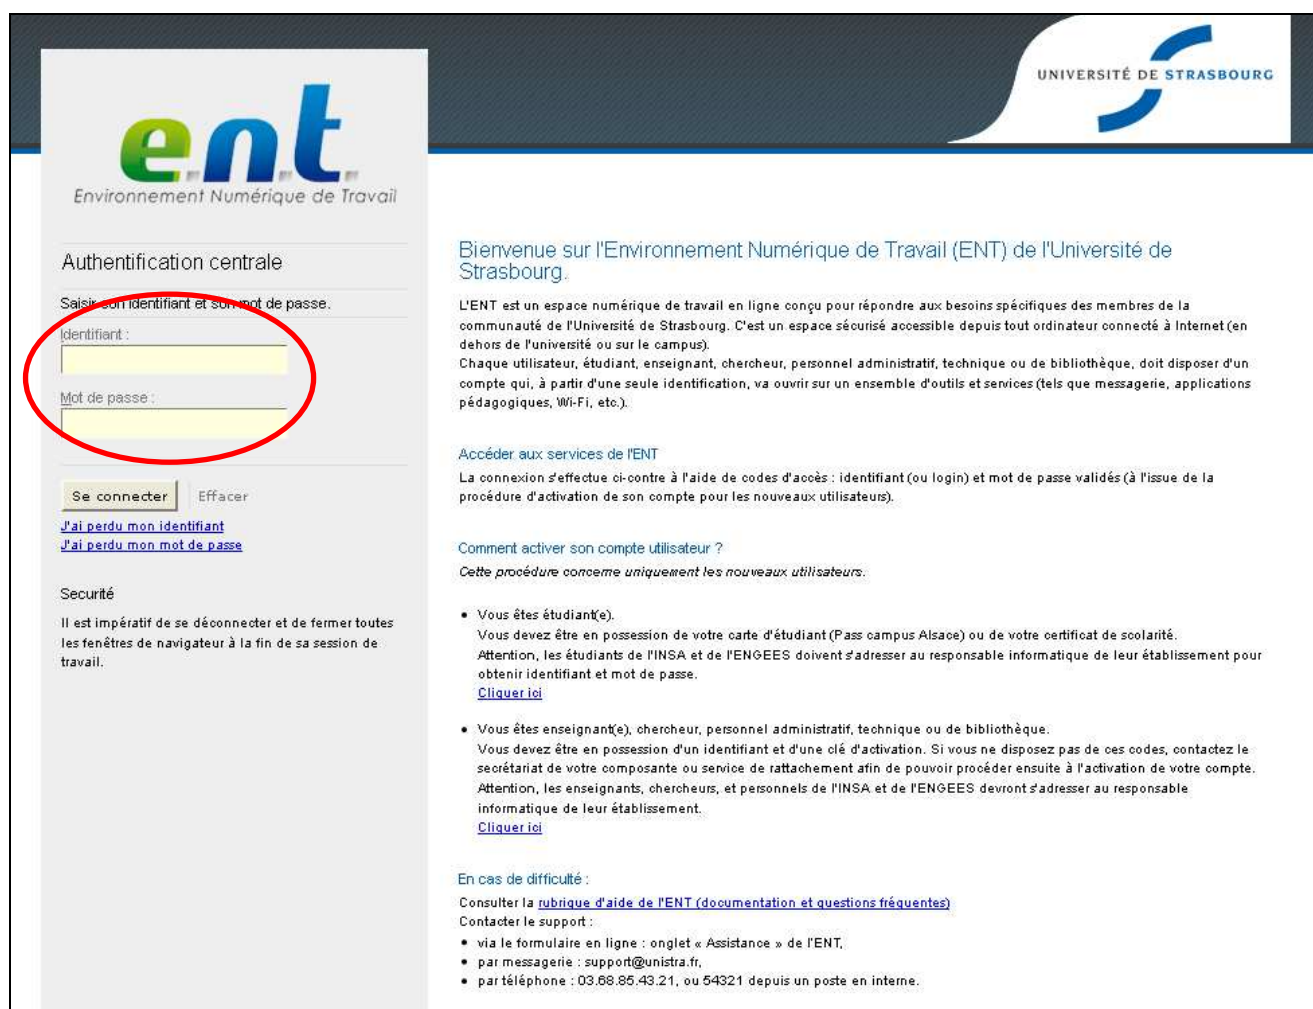 UNIVERSITÉ DE STRASBOURG
e.n.t.
Environnement Numérique de Travail
Authentification centrale
Saisir son identifiant et son mot de passe.
Identifiant :
Mot de passe :
Se connecter
Effacer
J'ai perdu mon identifiant
J'ai perdu mon mot de passe
Securité
Il est impératif de se déconnecter et de fermer toutes
les fenêtres de navigateur à la fin de sa session de
travail.
Bienvenue sur l'Environnement Numérique de Travail (ENT) de l'Université de
Strasbourg.
L'ENT est un espace numérique de travail en ligne conçu pour répondre aux besoins spécifiques des membres de la
communauté de l'Université de Strasbourg. C'est un espace sécurisé accessible depuis tout ordinateur connecté à Internet (en
dehors de l'université ou sur le campus).
Chaque utilisateur, étudiant, enseignant, chercheur, personnel administratif, technique ou de bibliothèque, doit disposer d'un
compte qui, à partir d'une seule identification, va ouvrir sur un ensemble d'outils et services (tels que messagerie, applications
pédagogiques, Wi-Fi, etc.).
Accéder aux services de l'ENT
La connexion s'effectue ci-contre à l'aide de codes d'accès : identifiant (ou login) et mot de passe validés (à l'issue de la
procédure d'activation de son compte pour les nouveaux utilisateurs).
Comment activer son compte utilisateur ?
Cette procédure concerne uniquement les nouveaux utilisateurs.
• Vous êtes étudiant(e).
Vous devez être en possession de votre carte d'étudiant (Pass campus Alsace) ou de votre certificat de scolarité.
Attention, les étudiants de l'INSA et de l'ENGEES doivent s'adresser au responsable informatique de leur établissement pour
obtenir identifiant et mot de passe.
Cliquer ici
• Vous êtes enseignant(e), chercheur, personnel administratif, technique ou de bibliothèque.
Vous devez être en possession d'un identifiant et d'une clé d'activation. Si vous ne disposez pas de ces codes, contactez le
secrétariat de votre composante ou service de rattachement afin de pouvoir procéder ensuite à l'activation de votre compte.
Attention, les enseignants, chercheurs, et personnels de l'INSA et de l'ENGEES devront s'adresser au responsable
informatique de leur établissement.
Cliquer ici
En cas de difficulté :
Consulter la rubrique d'aide de l'ENT (documentation et questions fréquentes)
Contacter le support :
• via le formulaire en ligne : onglet « Assistance » de l'ENT,
• par messagerie : support@unistra.fr,
• par téléphone : 03.68.85.43.21, ou 54321 depuis un poste en interne.